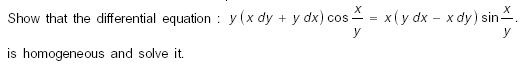 Show that the differential equation : y (x dy + y dx) cos x/y = x (y dx − x dy) sin x/y.
is homogeneous and solve it.